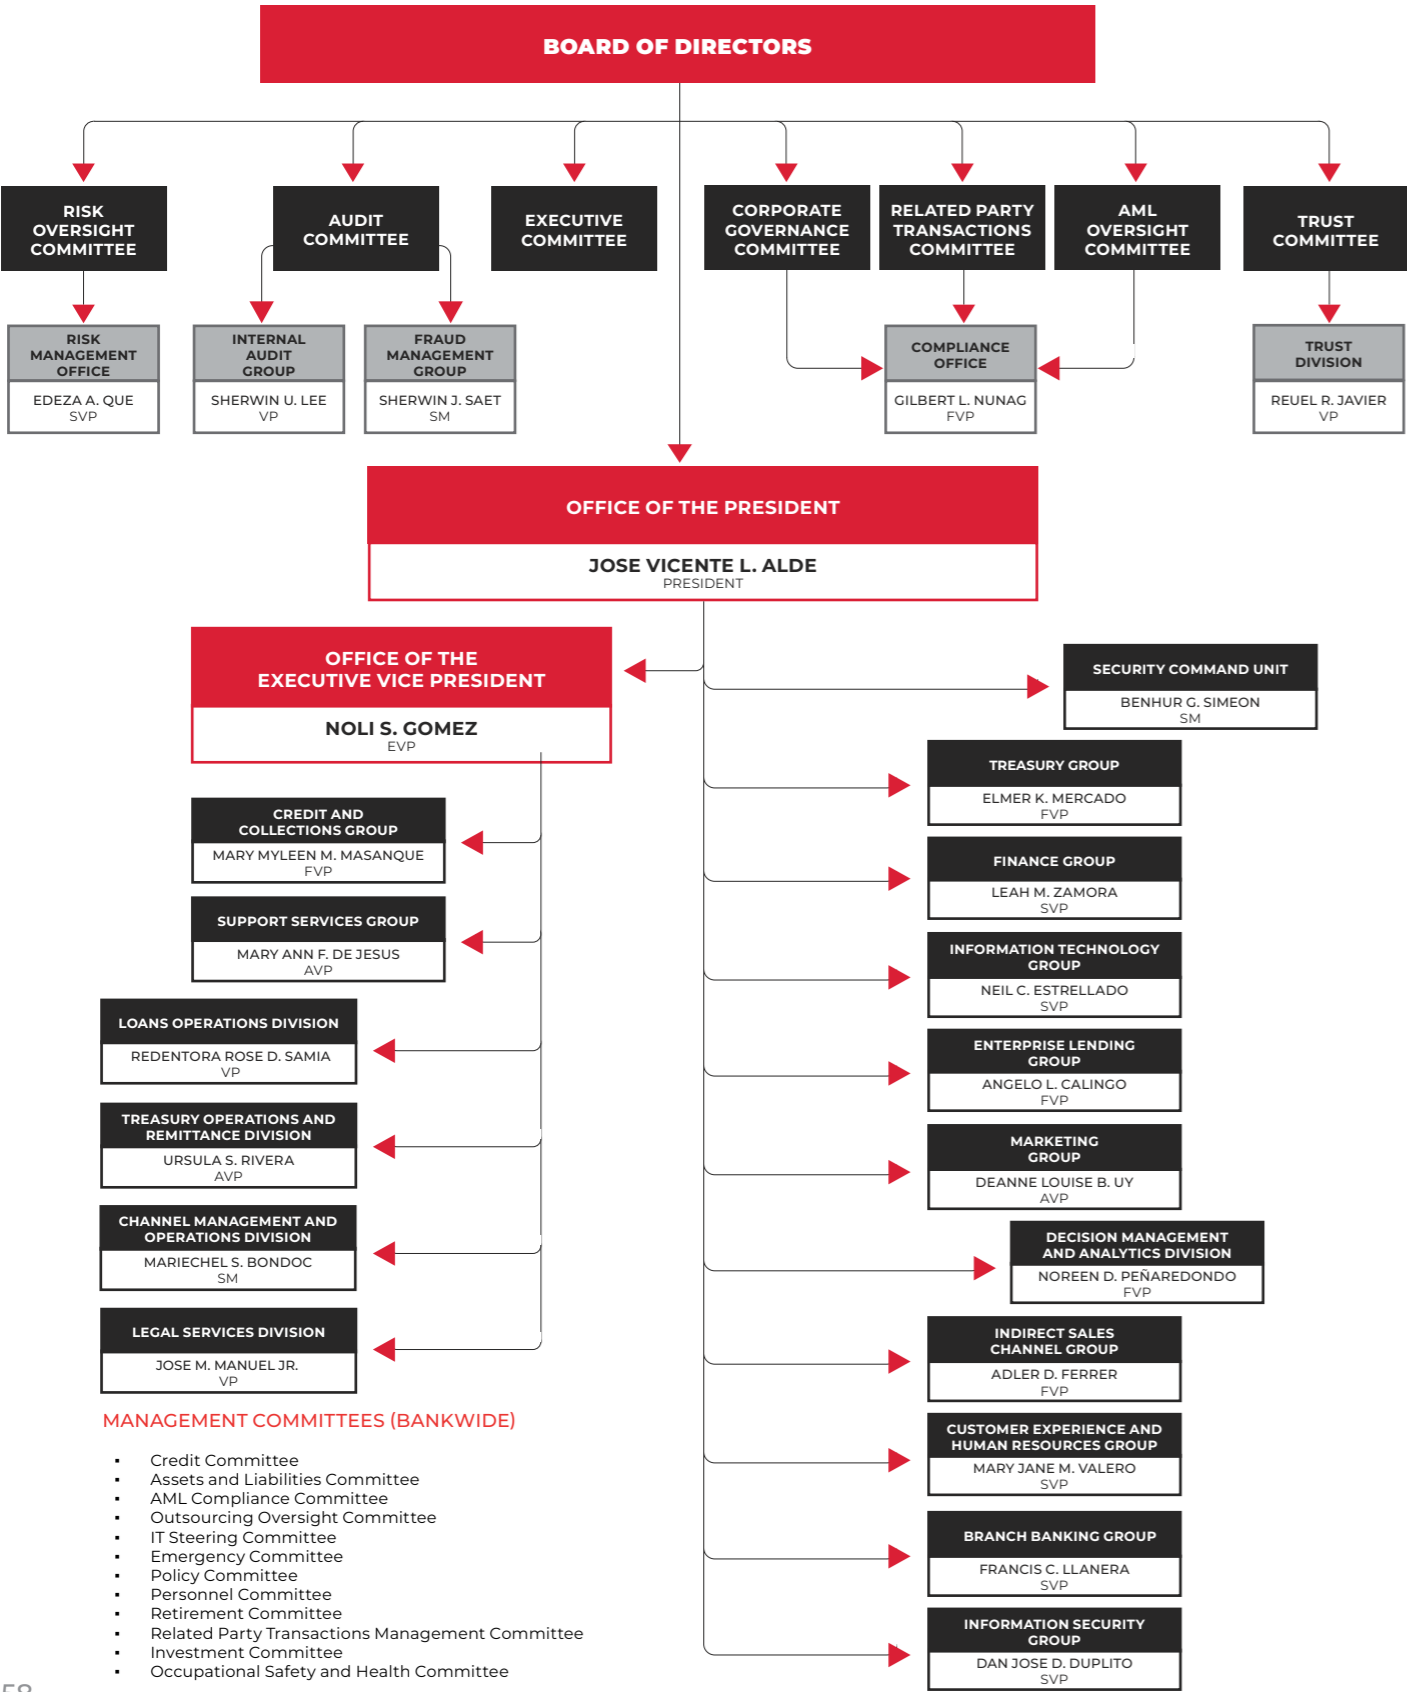 BOARD OF DIRECTORS
RISK
OVERSIGHT
COMMITTEE
AUDIT
COMMITTEE
EXECUTIVE
COMMITTEE
CORPORATE
GOVERNANCE
COMMITTEE
RELATED PARTY
TRANSACTIONS
COMMITTEE
AML
OVERSIGHT
COMMITTEE
TRUST
COMMITTEE
RISK
MANAGEMENT
OFFICE
EDEZA A. QUE
SVP
INTERNAL
AUDIT
GROUP
SHERWIN U. LEE
VP
FRAUD
MANAGEMENT
GROUP
SHERWIN J. SAET
SM
COMPLIANCE
OFFICE
GILBERT L. NUNAG
FVP
TRUST
DIVISION
REUEL R. JAVIER
VP
OFFICE OF THE PRESIDENT
JOSE VICENTE L. ALDE
PRESIDENT
OFFICE OF THE
EXECUTIVE VICE PRESIDENT
NOLI S. GOMEZ
EVP
CREDIT AND
COLLECTIONS GROUP
MARY MYLEEN M. MASANQUE
FVP
SUPPORT SERVICES GROUP
MARY ANN F. DE JESUS
AVP
LOANS OPERATIONS DIVISION
REDENTORA ROSE D. SAMIA
VP
TREASURY OPERATIONS AND
REMITTANCE DIVISION
URSULA S. RIVERA
AVP
CHANNEL MANAGEMENT AND
OPERATIONS DIVISION
MARIECHEL S. BONDOC
SM
LEGAL SERVICES DIVISION
JOSE M. MANUEL JR.
VP
SECURITY COMMAND UNIT
BENHUR G. SIMEON
SM
TREASURY GROUP
ELMER K. MERCADO
FVP
FINANCE GROUP
LEAH M. ZAMORA
SVP
INFORMATION TECHNOLOGY
GROUP
NEIL C. ESTRELLADO
SVP
ENTERPRISE LENDING
GROUP
ANGELO L. CALINGO
FVP
MARKETING
GROUP
DEANNE LOUISE B. UY
AVP
DECISION MANAGEMENT
AND ANALYTICS DIVISION
NOREEN D. PEÑAREDONDO
FVP
INDIRECT SALES
CHANNEL GROUP
ADLER D. FERRER
FVP
CUSTOMER EXPERIENCE AND
HUMAN RESOURCES GROUP
MARY JANE M. VALERO
SVP
BRANCH BANKING GROUP
FRANCIS C. LLANERA
SVP
INFORMATION SECURITY
GROUP
DAN JOSE D. DUPLITO
SVP
MANAGEMENT COMMITTEES (BANKWIDE)
▪ Credit Committee
▪ Assets and Liabilities Committee
▪ AML Compliance Committee
▪ Outsourcing Oversight Committee
▪ IT Steering Committee
▪ Emergency Committee
▪ Policy Committee
▪ Personnel Committee
▪ Retirement Committee
▪ Related Party Transactions Management Committee
▪ Investment Committee
▪ Occupational Safety and Health Committee